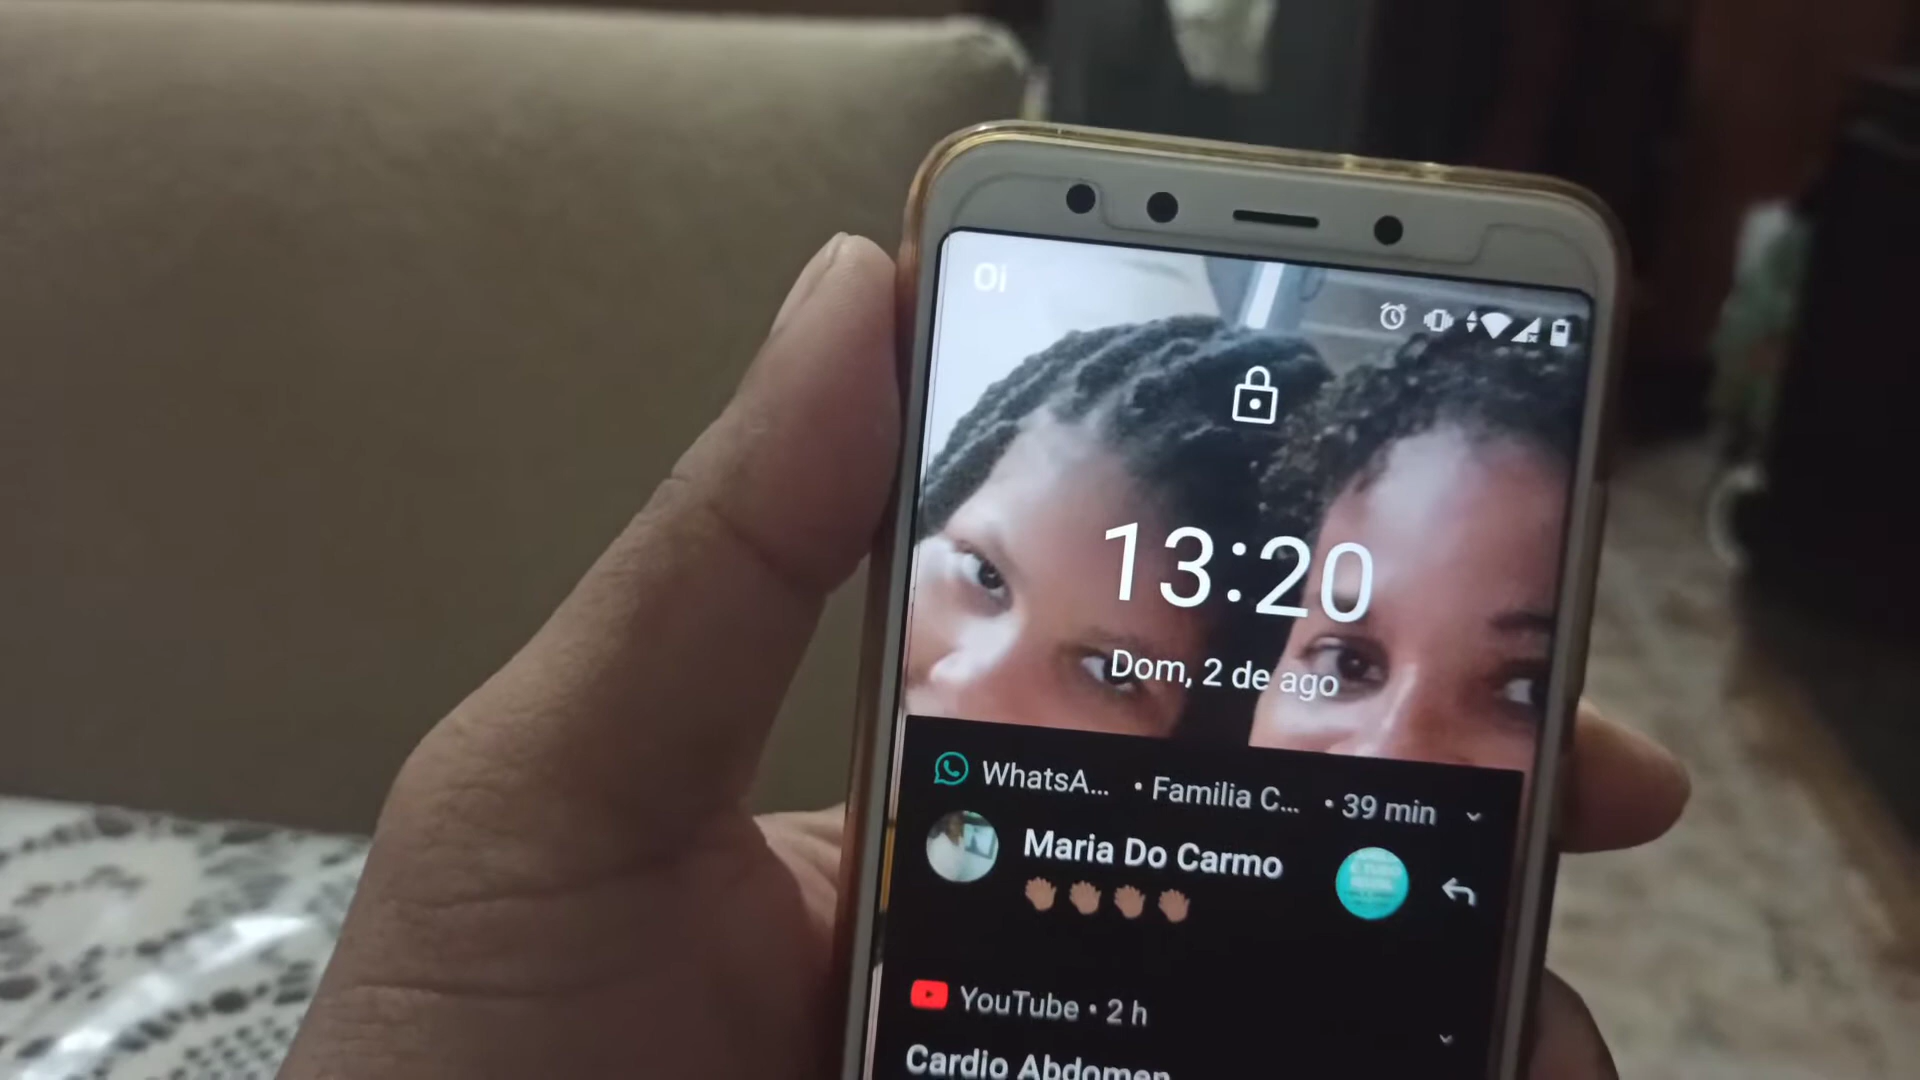 Oi
13:20
Dom, 2 de ago
WhatsA... • Familia C... • 39 min
Maria Do Carmo
YouTube • 2 h
Cardio Abdomen